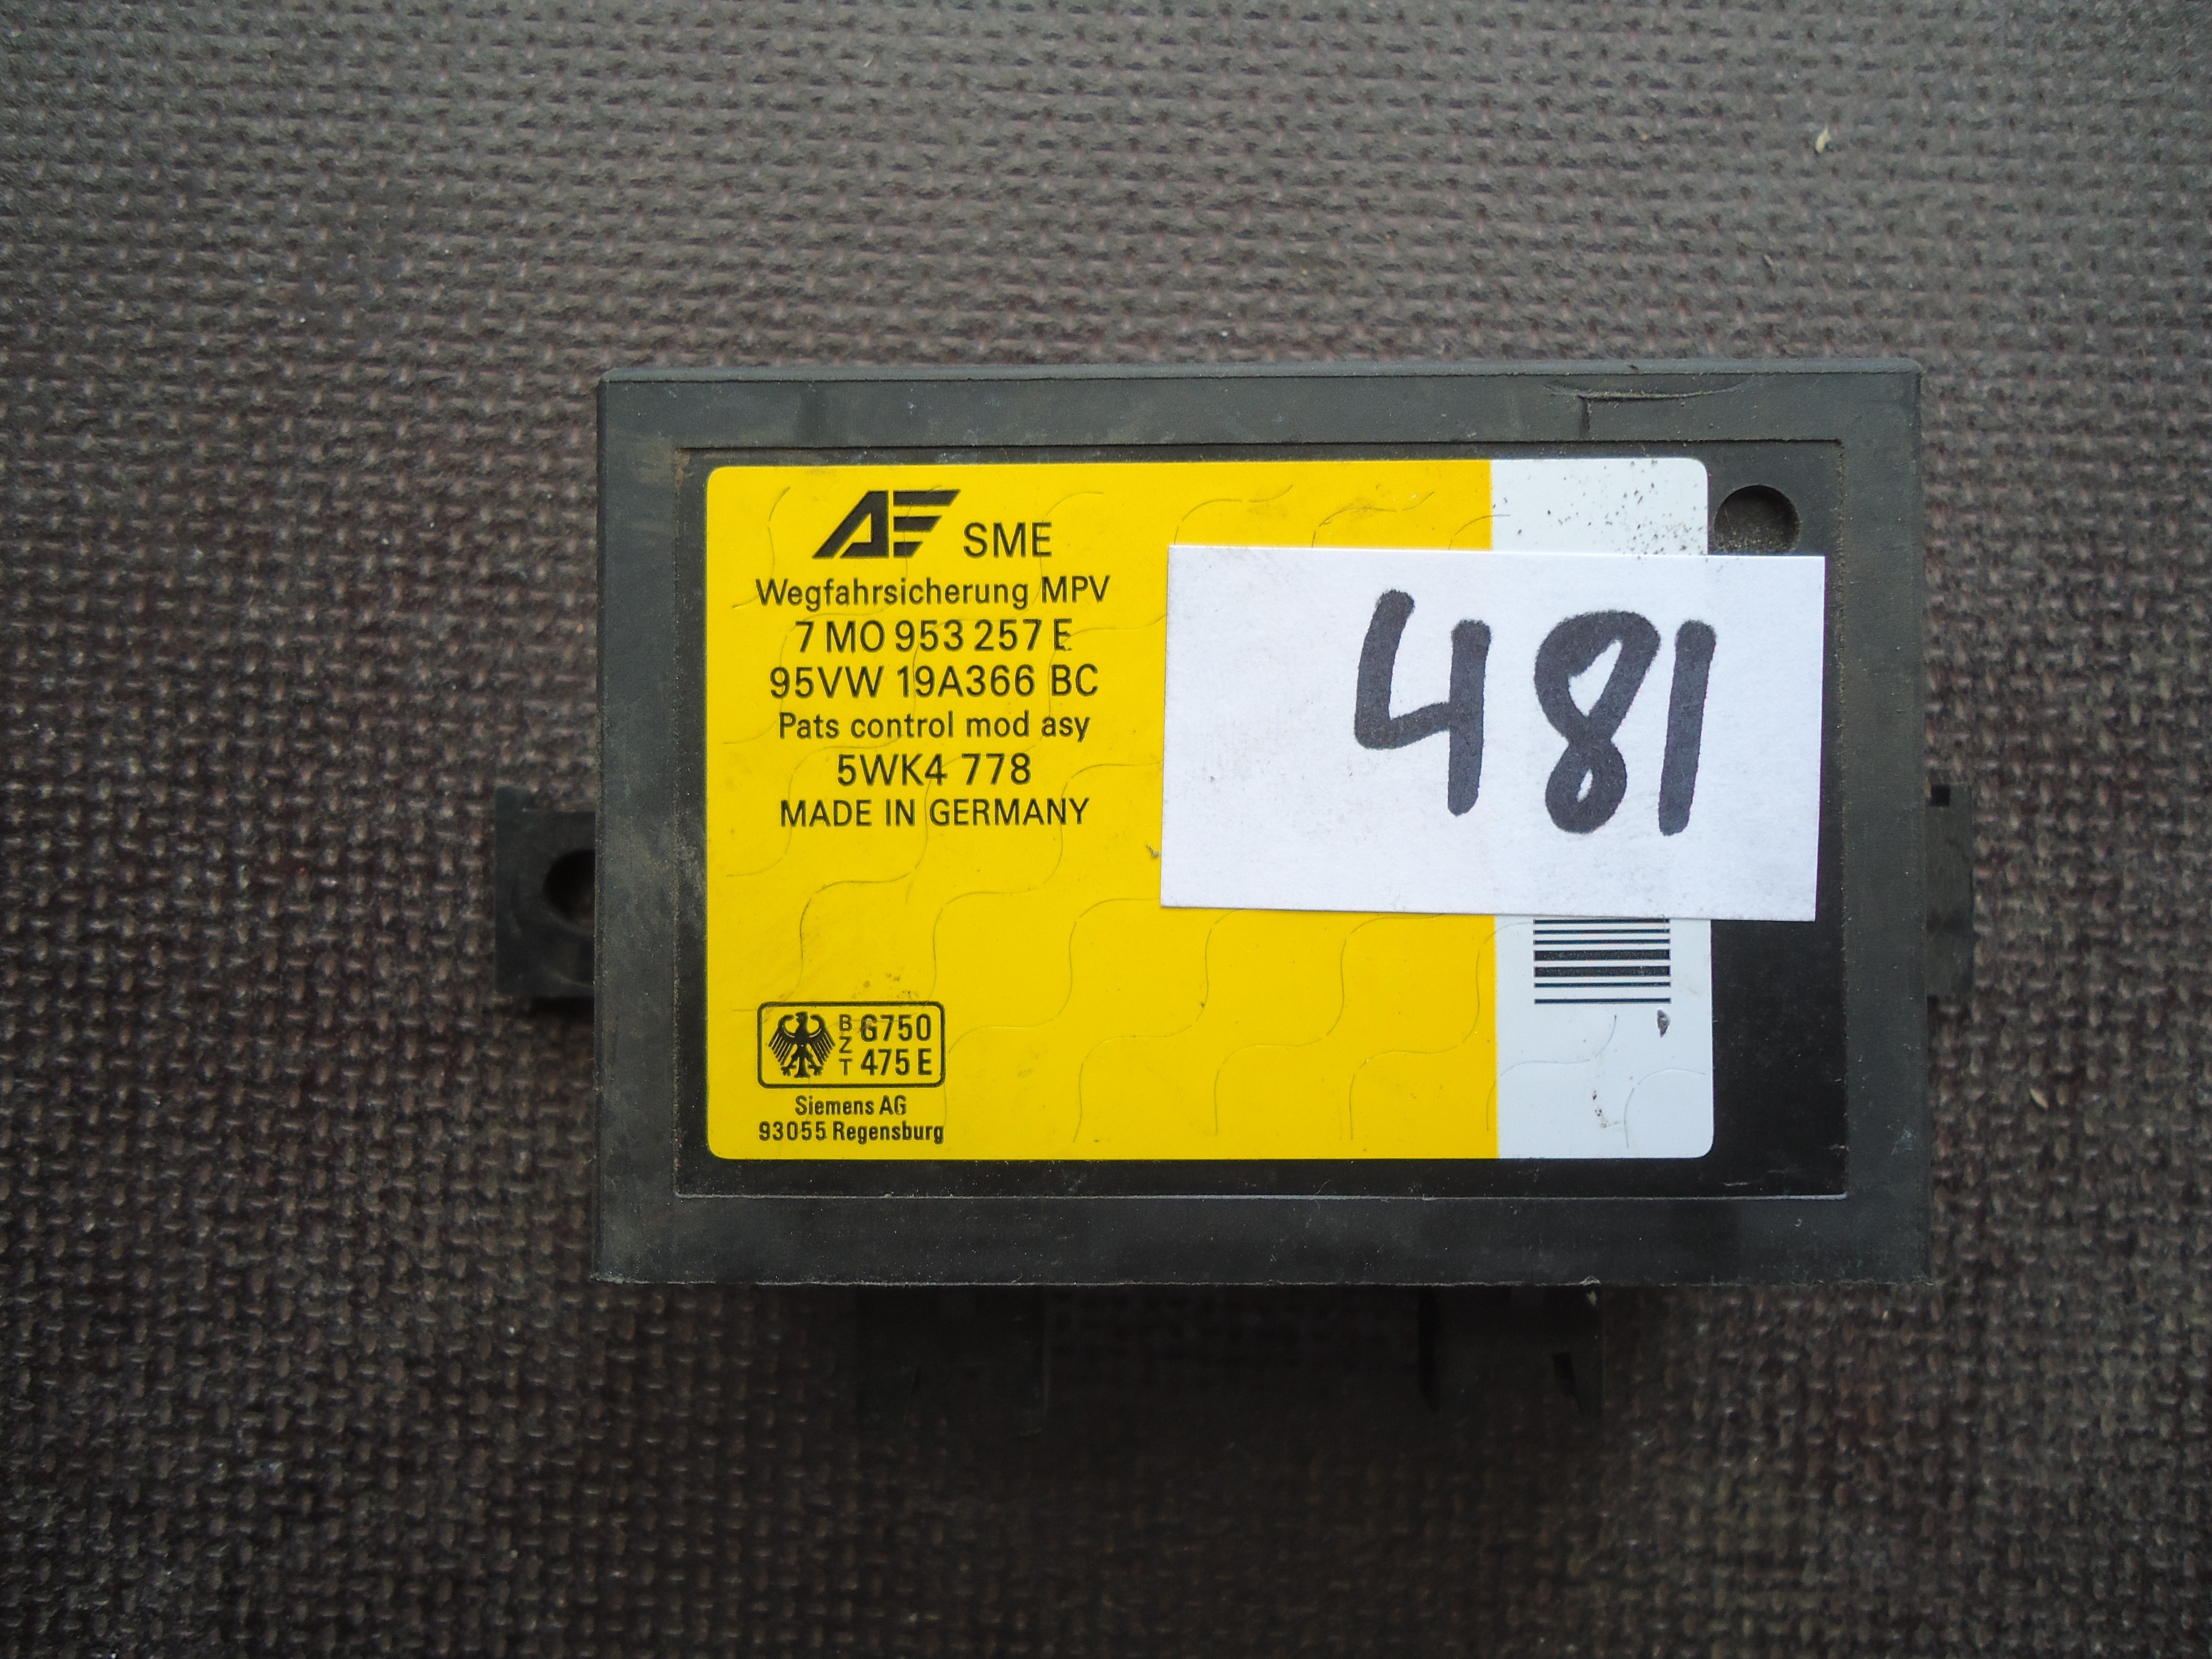 AE SME
Wegfahrsicherung MPV
7 MO 953 257 E
95VW 19A366 BC
Pats control mod asy
5WK4 778
MADE IN GERMANY
481
BZT G750
475 E
Siemens AG
93055 Regensburg